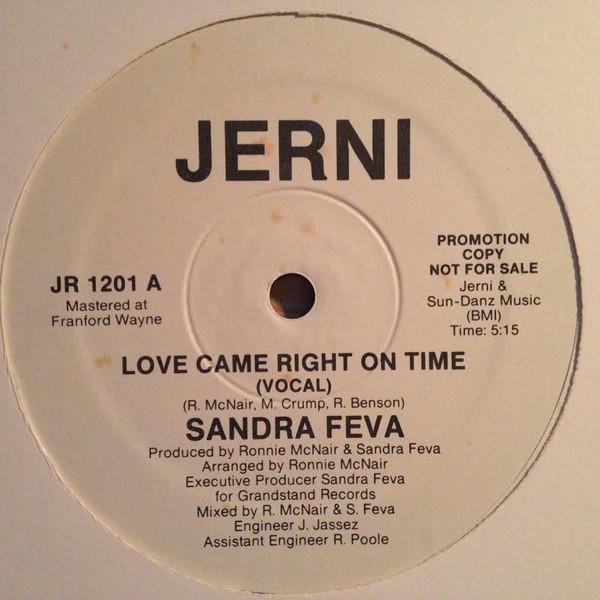 JERNI
JR 1201 A
Mastered at
Franford Wayne
PROMOTION
COPY
NOT FOR SALE
Jerni &
Sun-Danz Music
(BMI)
Time: 5:15
LOVE CAME RIGHT ON TIME
(VOCAL)
(R. McNair, M. Crump, R. Benson)
SANDRA FEVA
Produced by Ronnie McNair & Sandra Feva
Arranged by Ronnie McNair
Executive Producer Sandra Feva
for Grandstand Records
Mixed by R. McNair & S. Feva
Engineer J. Jassez
Assistant Engineer R. Poole